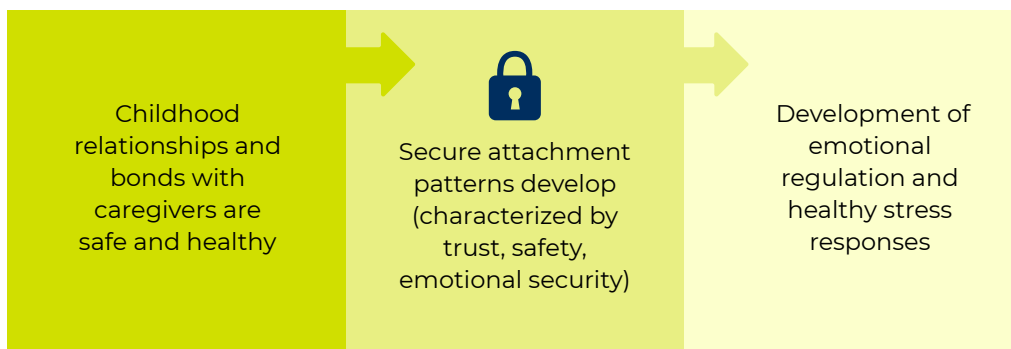 Childhood
relationships and
bonds with
caregivers are
safe and healthy
Secure attachment
patterns develop
(characterized by
trust, safety,
emotional security)
Development of
emotional
regulation and
healthy stress
responses